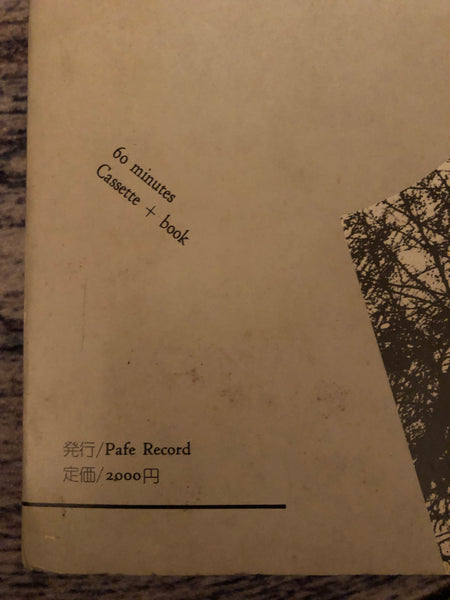 60 minutes
Cassette + book
発行/Pafe Record
定価/2,000円